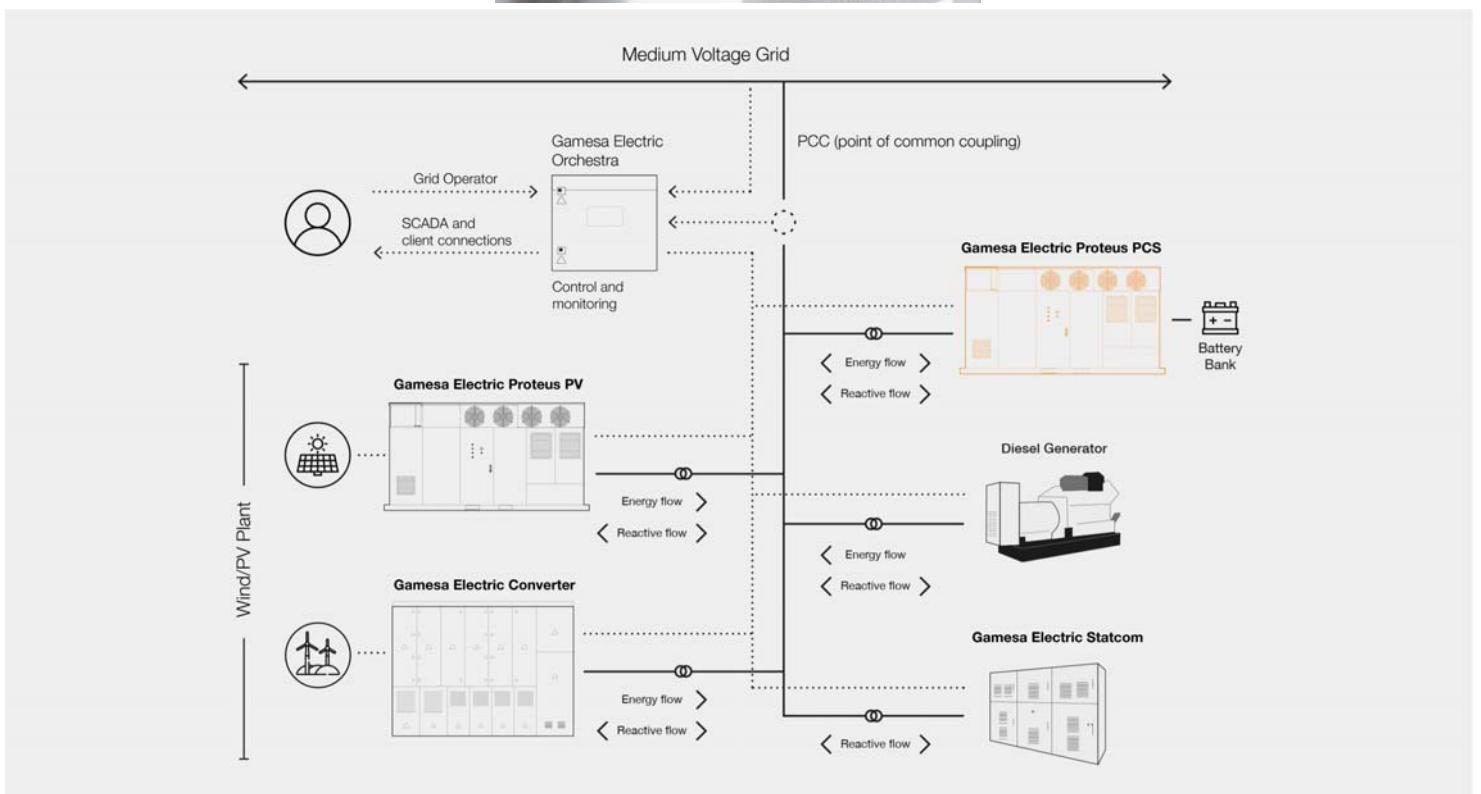 Medium Voltage Grid
PCC (point of common coupling)
Gamesa Electric
Orchestra
Grid Operator
SCADA and
client connections
Control and
monitoring
Gamesa Electric Proteus PCS
+ -
Battery
Bank
Energy flow
Reactive flow
Wind/PV Plant
Gamesa Electric Proteus PV
Energy flow
Reactive flow
Diesel Generator
Energy flow
Reactive flow
Gamesa Electric Converter
Energy flow
Reactive flow
Gamesa Electric Statcom
Reactive flow